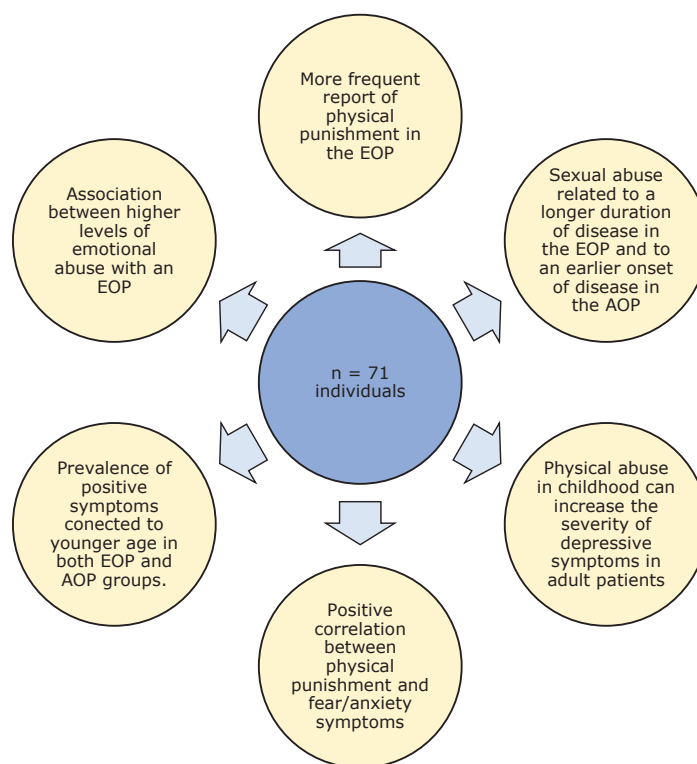 More frequent
report of
physical
punishment in
the EOP
Sexual abuse
related to a
longer duration
of disease in
the EOP and to
an earlier onset
of disease in
the AOP
Physical abuse
in childhood can
increase the
severity of
depressive
symptoms in
adult patients
Positive
correlation
between
physical
punishment and
fear/anxiety
symptoms
Prevalence of
positive
symptoms
conected to
younger age in
both EOP and
AOP groups.
Association
between higher
levels of
emotional
abuse with an
EOP
n = 71
individuals